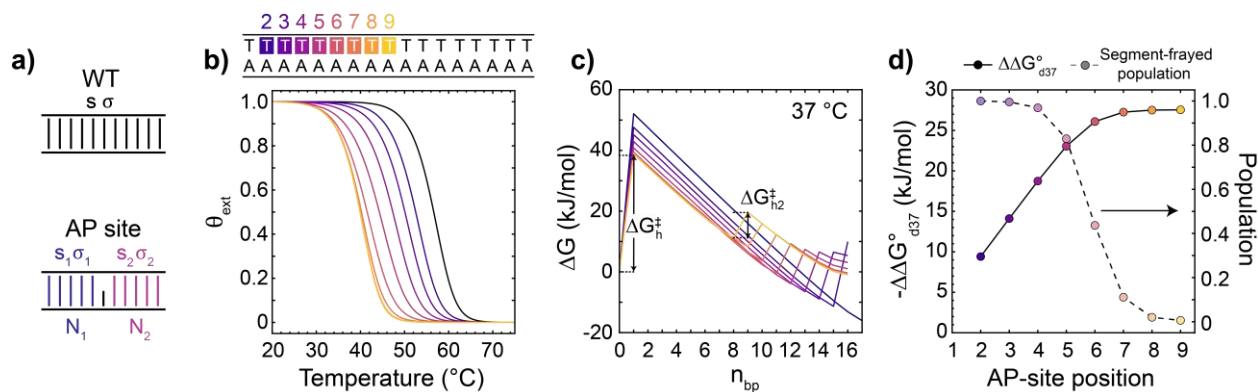 a)
WT
s σ
AP site
s₁σ₁ s₂σ₂
N₁ N₂
b)
2 3 4 5 6 7 8 9
T T T T T T T T T T T T T T T T T
A A A A A A A A A A A A A A A A A
θext
1.0
0.8
0.6
0.4
0.2
0
20 30 40 50 60 70
Temperature (°C)
c)
37 °C
ΔG (kJ/mol)
60
40
20
0
-20
ΔG‡h
ΔG‡h2
0 2 4 6 8 10 12 14 16
nbp
d)
ΔΔG°d37
Segment-frayed
population
-ΔΔG°d37 (kJ/mol)
30
25
20
15
10
5
0
1 2 3 4 5 6 7 8 9
AP-site position
1.0
0.8
0.6
0.4
0.2
0
Population